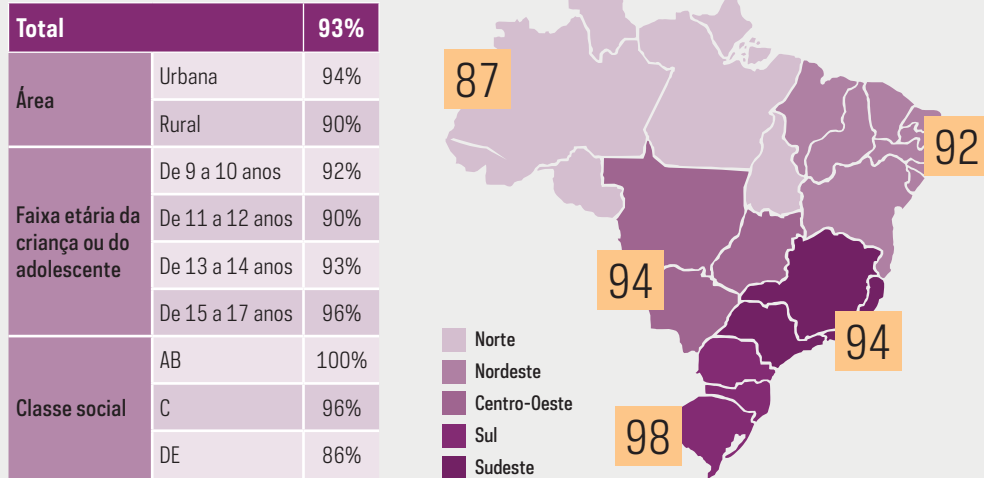 Total 93%
Área
Urbana 94%
Rural 90%
Faixa etária da
criança ou do
adolescente
De 9 a 10 anos 92%
De 11 a 12 anos 90%
De 13 a 14 anos 93%
De 15 a 17 anos 96%
Classe social
AB 100%
C 96%
DE 86%
87
92
94
94
98
Norte
Nordeste
Centro-Oeste
Sul
Sudeste